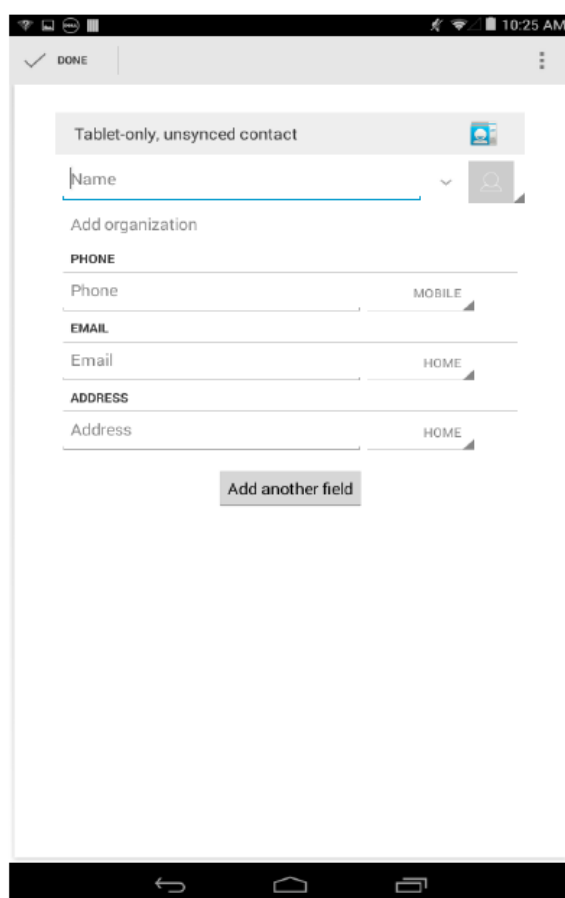 10:25 AM
DONE
Tablet-only, unsynced contact
Name
Add organization
PHONE
Phone
MOBILE
EMAIL
Email
HOME
ADDRESS
Address
HOME
Add another field